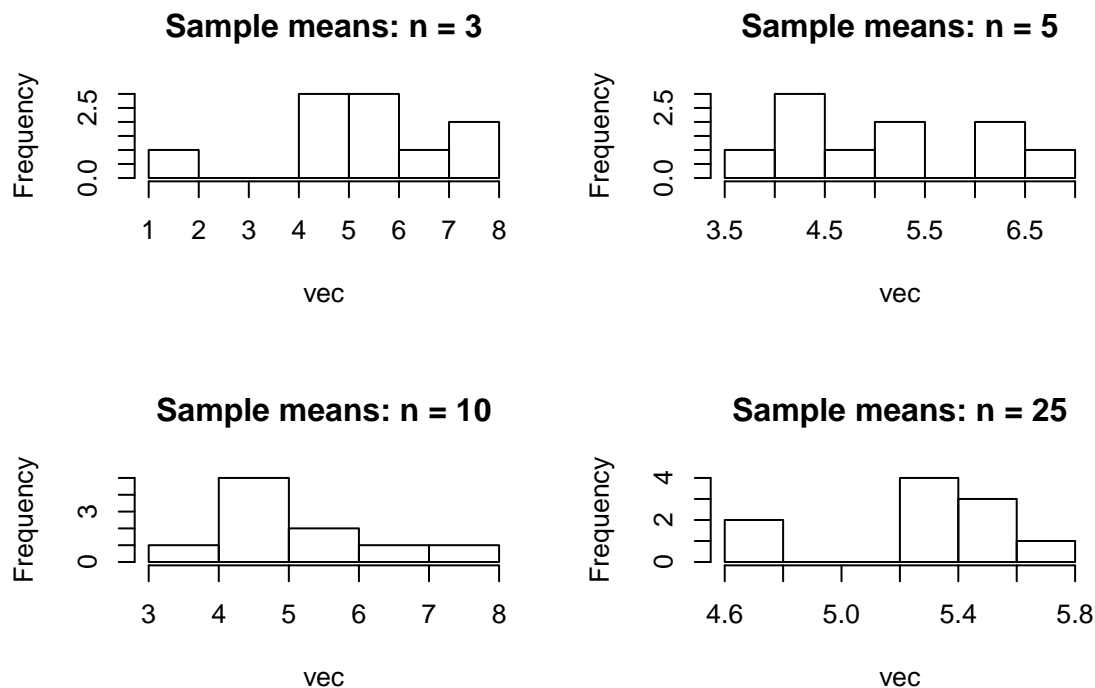 Sample means: n = 3
Frequency
0.0 2.5
1 2 3 4 5 6 7 8
vec
Sample means: n = 5
Frequency
0.0 2.5
3.5 4.5 5.5 6.5
vec
Sample means: n = 10
Frequency
0 3
3 4 5 6 7 8
vec
Sample means: n = 25
Frequency
0 2 4
4.6 5.0 5.4 5.8
vec